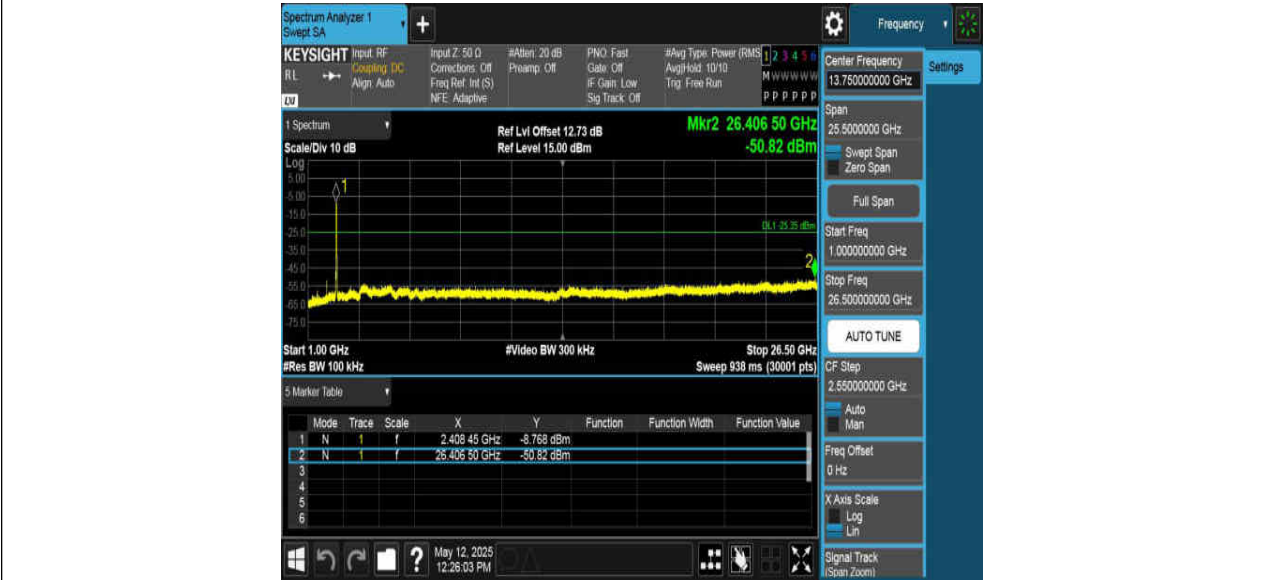 Spectrum Analyzer 1
Swept SA
Frequency
KEYSIGHT Input: RF
RL
Coupling: DC
Align: Auto
LXI
Input Z: 50 Ω
Corrections: Off
Freq Ref: Int (S)
NFE: Adaptive
#Atten: 20 dB
Preamp: Off
PNO: Fast
Gate: Off
IF Gain: Low
Sig Track: Off
#Avg Type: Power (RMS
Avg|Hold: 10/10
Trig: Free Run
1 2 3 4 5 6
M W W W W W
P P P P P P
1 Spectrum
Scale/Div 10 dB
Ref Lvl Offset 12.73 dB
Ref Level 15.00 dBm
Mkr2 26.406 50 GHz
-50.82 dBm
Log
5.00
-5.00
-15.0
-25.0
-35.0
-45.0
-55.0
-65.0
-75.0
1
DL1 -25.35 dBm
2
Start 1.00 GHz
#Res BW 100 kHz
#Video BW 300 kHz
Stop 26.50 GHz
Sweep 938 ms (30001 pts)
5 Marker Table
Mode Trace Scale X Y Function Function Width Function Value
1 N 1 f 2.408 45 GHz -8.768 dBm
2 N 1 f 26.406 50 GHz -50.82 dBm
3
4
5
6
?
May 12, 2025
12:26:03 PM
Center Frequency
13.750000000 GHz
Settings
Span
25.5000000 GHz
Swept Span
Zero Span
Full Span
Start Freq
1.000000000 GHz
Stop Freq
26.500000000 GHz
AUTO TUNE
CF Step
2.550000000 GHz
Auto
Man
Freq Offset
0 Hz
X Axis Scale
Log
Lin
Signal Track
(Span Zoom)